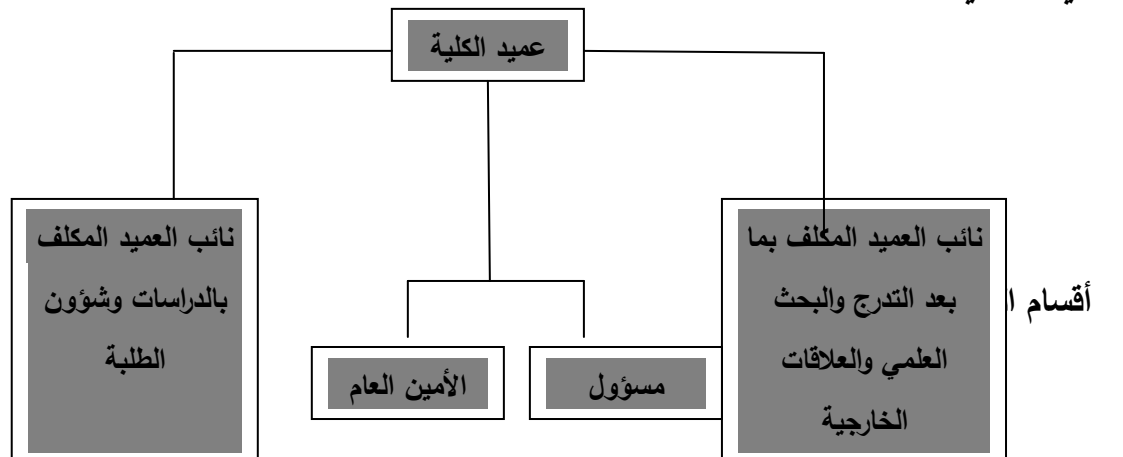 عميد الكلية
نائب العميد المكلف بما
بعد التدرج والبحث
العلمي والعلاقات
الخارجية
نائب العميد المكلف
بالدراسات وشؤون
الطلبة
مسؤول
الأمين العام
أقسام